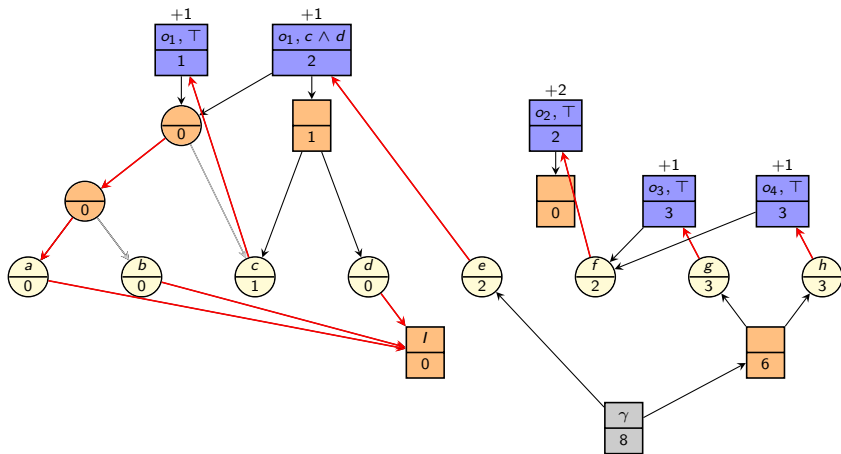 +1 +1
o₁, ⊤ o₁, c ∧ d
1 2
+2
o₂, ⊤
2
0
1
+1 +1
o₃, ⊤ o₄, ⊤
3 3
0
0
a b c d e f g h
0 0 1 0 2 2 3 3
I
0
6
γ
8